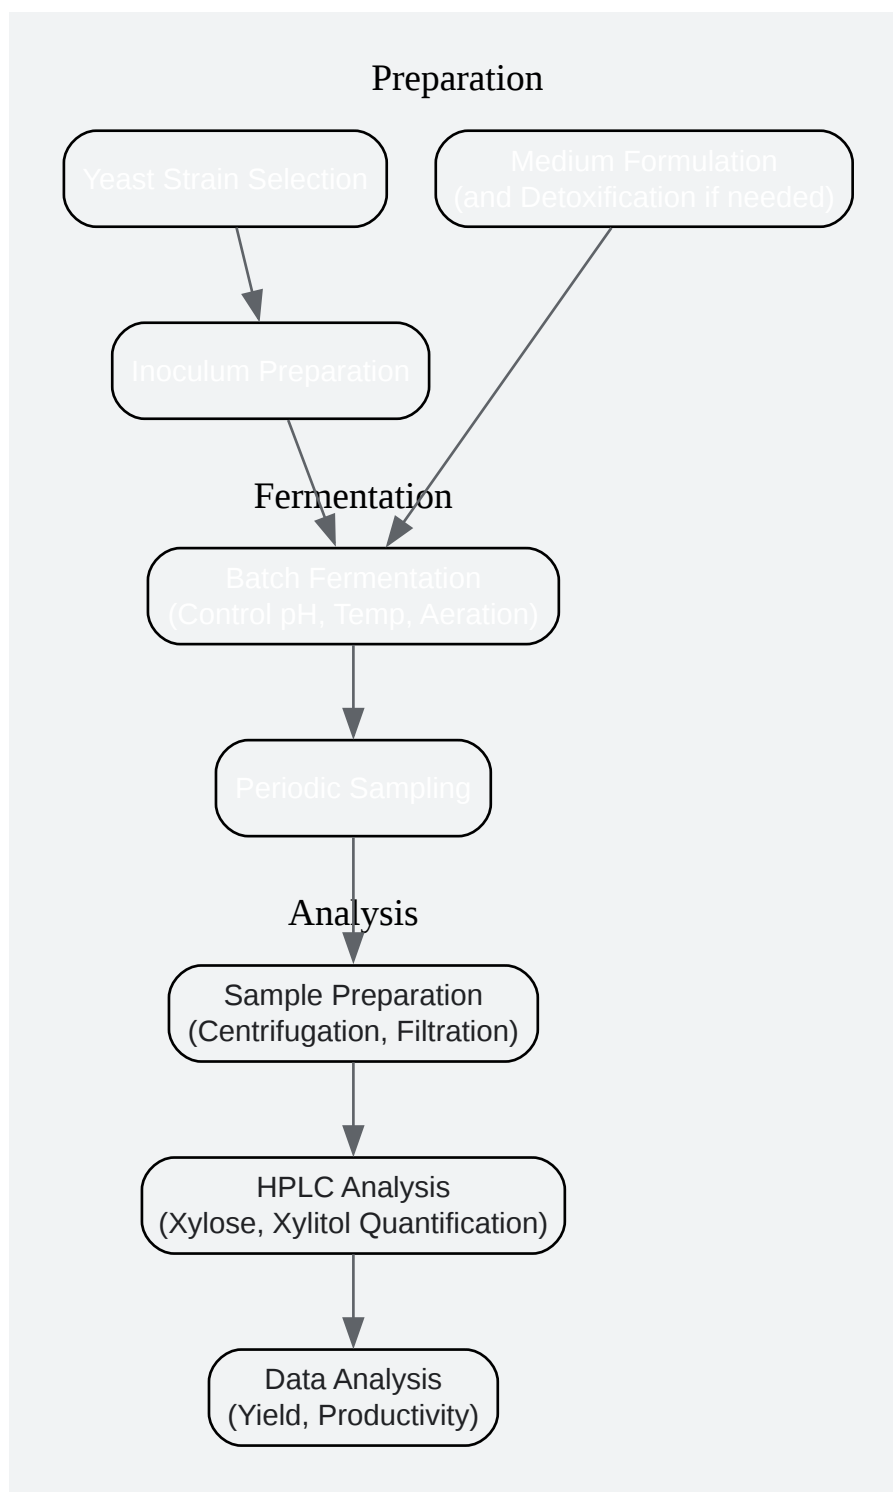 Preparation
Yeast Strain Selection
Medium Formulation
(and Detoxification if needed)
Inoculum Preparation
Fermentation
Batch Fermentation
(Control pH, Temp, Aeration)
Periodic Sampling
Analysis
Sample Preparation
(Centrifugation, Filtration)
HPLC Analysis
(Xylose, Xylitol Quantification)
Data Analysis
(Yield, Productivity)